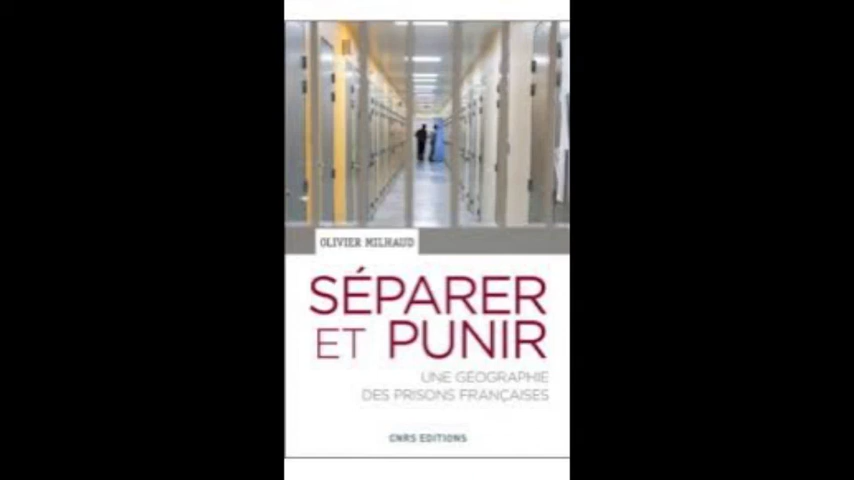 OLIVIER MILHAUD
SÉPARER
ET PUNIR
UNE GÉOGRAPHIE
DES PRISONS FRANÇAISES
CNRS EDITIONS